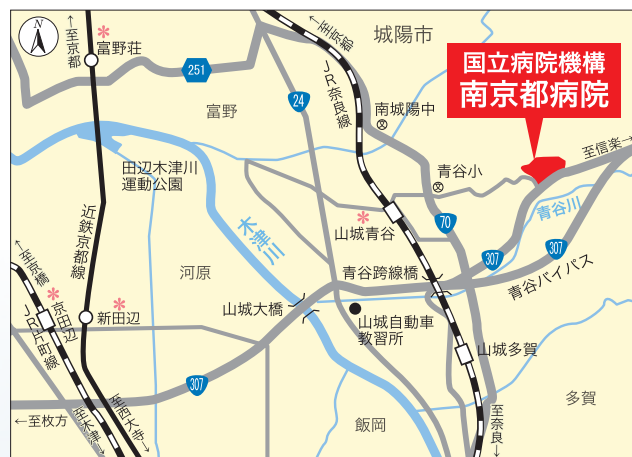 N
←至京都
富野荘
251
富野
←至京都
JR奈良線
24
城陽市
南城陽中
国立病院機構
南京都病院
至信楽→
青谷小
田辺木津川
運動公園
近鉄京都線
木津川
山城青谷
70
青谷川
307
307
青谷バイパス
←至京橋
京田辺
JR片町線
河原
新田辺
青谷跨線橋
山城大橋
山城自動車
教習所
山城多賀
307
←至枚方
至木津→
至西大寺→
飯岡
至奈良→
多賀